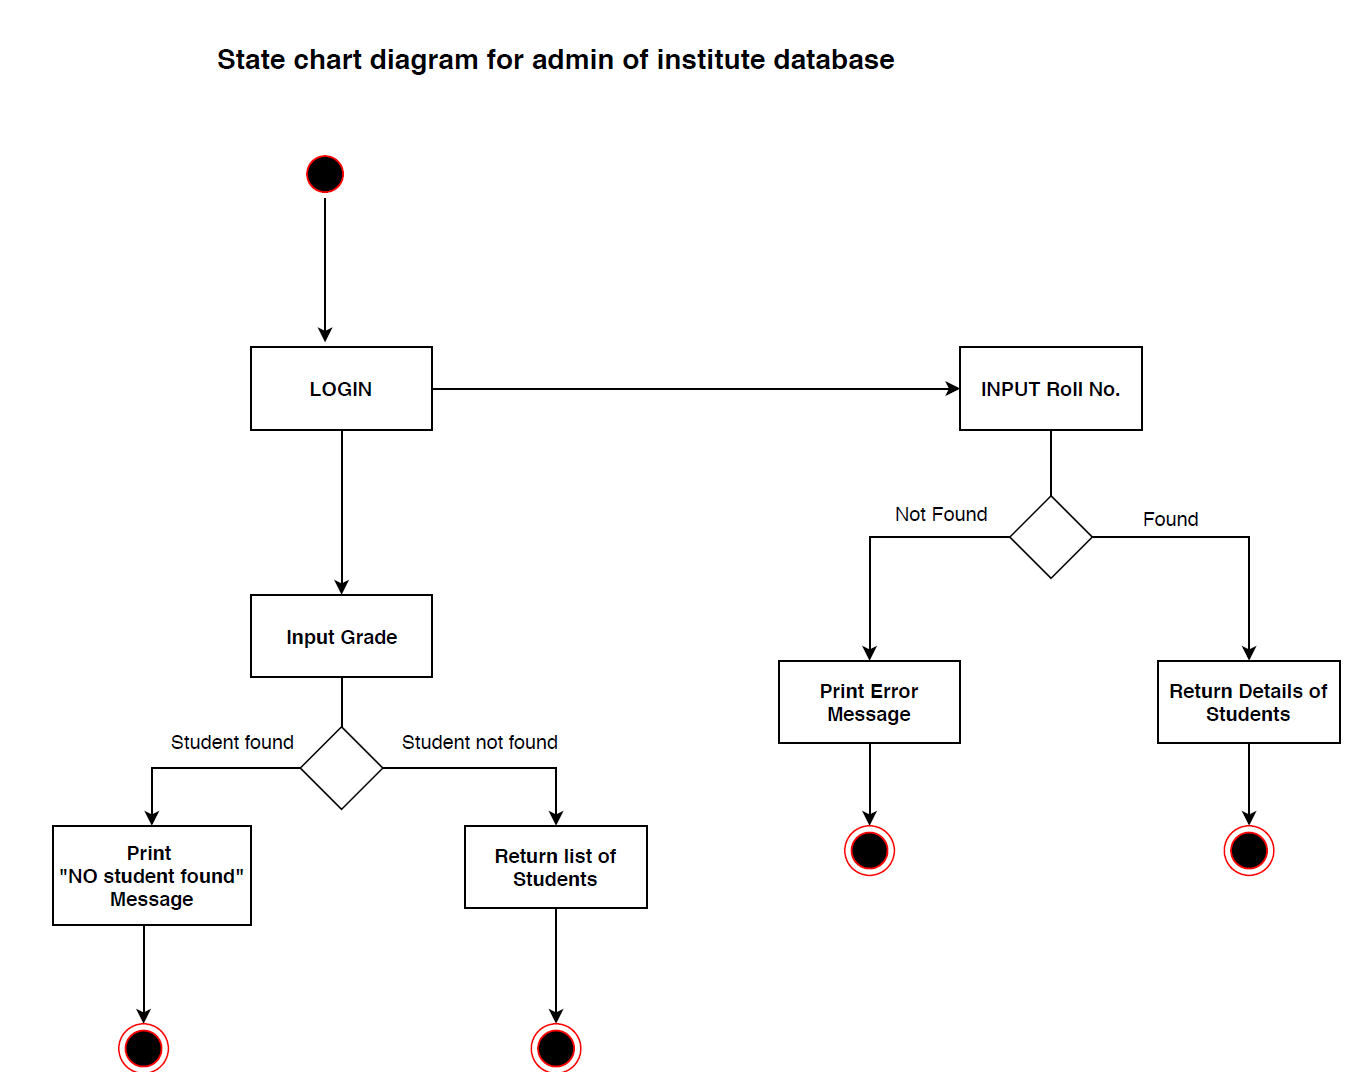 State chart diagram for admin of institute database
LOGIN
INPUT Roll No.
Not Found
Found
Input Grade
Print Error
Message
Return Details of
Students
Student found
Student not found
Print
"NO student found"
Message
Return list of
Students